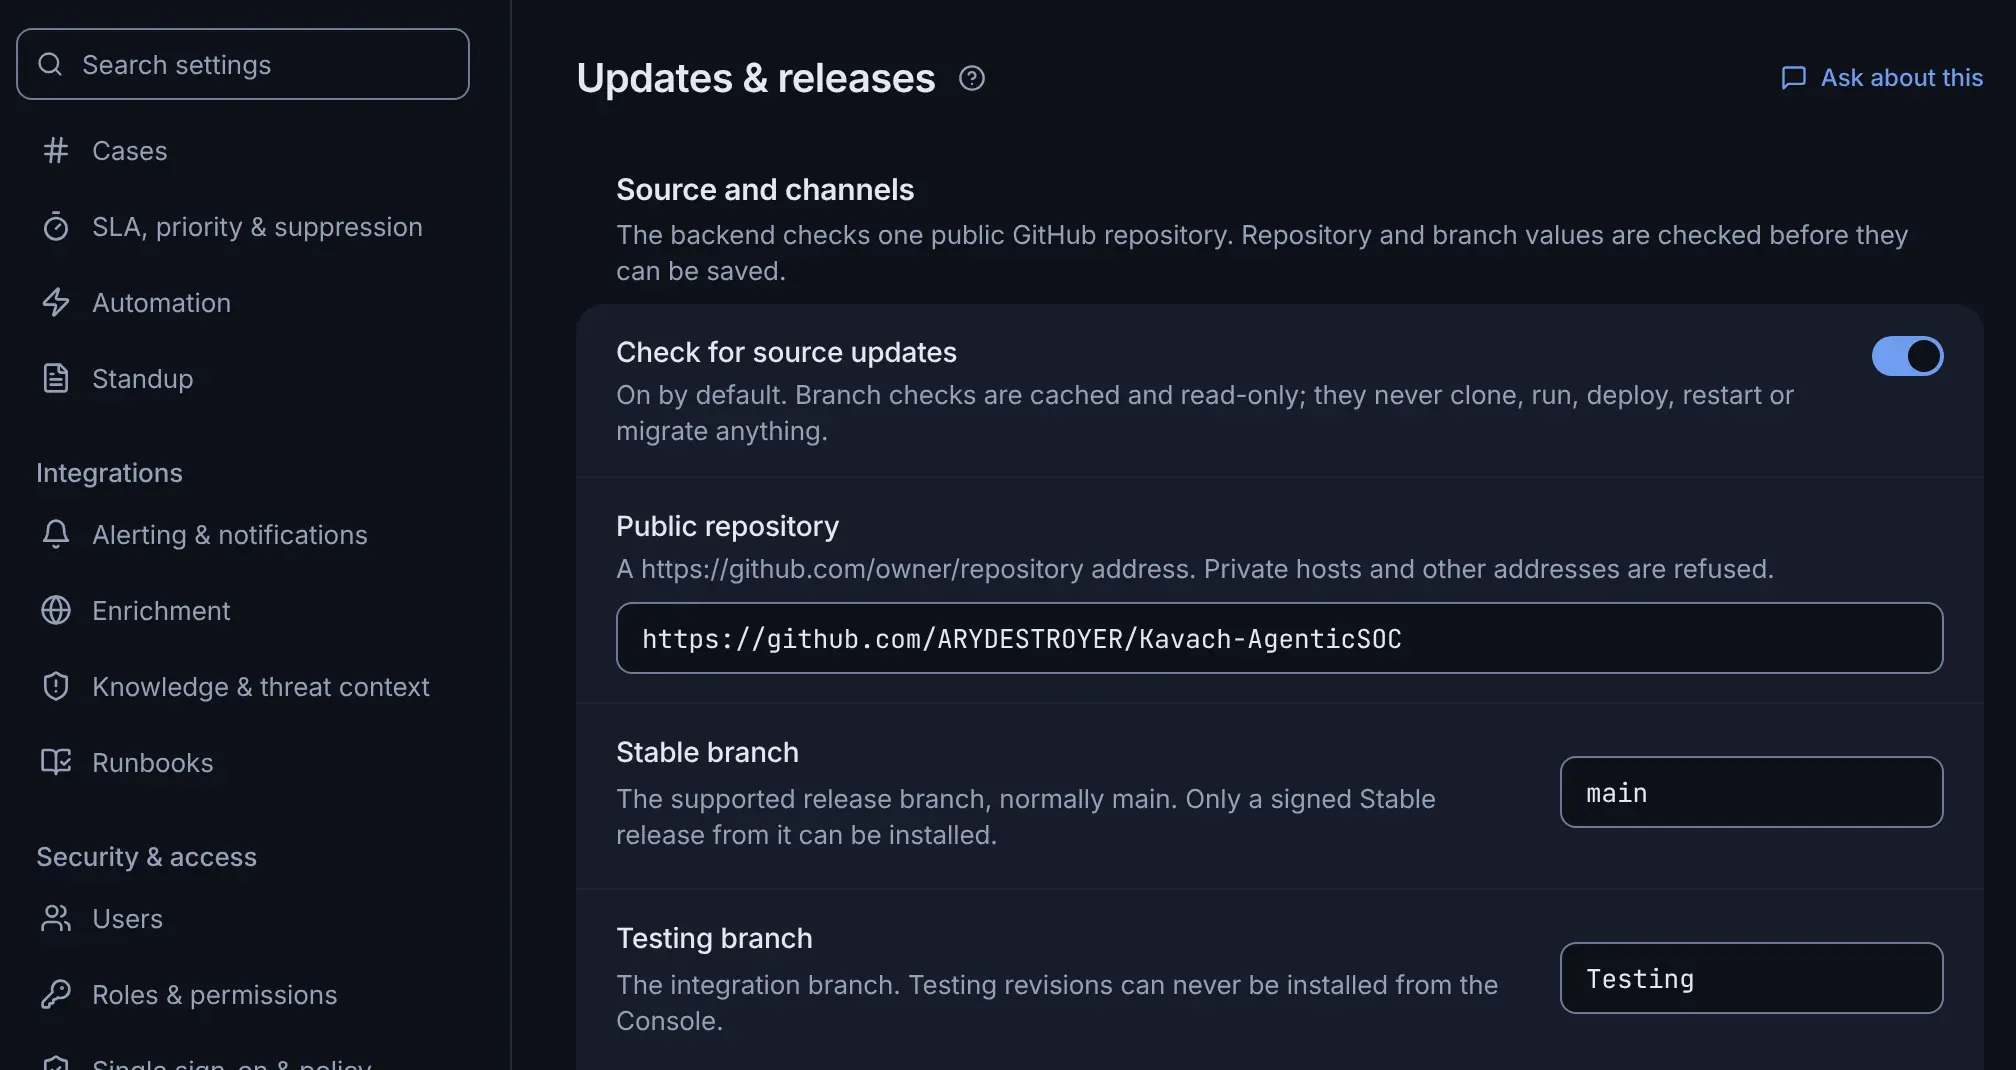 Search settings
Cases
SLA, priority & suppression
Automation
Standup
Integrations
Alerting & notifications
Enrichment
Knowledge & threat context
Runbooks
Security & access
Users
Roles & permissions
Single sign-on & policy
Updates & releases
Ask about this
Source and channels
The backend checks one public GitHub repository. Repository and branch values are checked before they
can be saved.
Check for source updates
On by default. Branch checks are cached and read-only; they never clone, run, deploy, restart or
migrate anything.
Public repository
A https://github.com/owner/repository address. Private hosts and other addresses are refused.
https://github.com/ARYDESTROYER/Kavach-AgenticSOC
Stable branch
The supported release branch, normally main. Only a signed Stable
release from it can be installed.
main
Testing branch
The integration branch. Testing revisions can never be installed from the
Console.
Testing